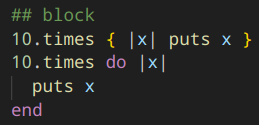 ## block
10.times { |x| puts x }
10.times do |x|
  puts x
end